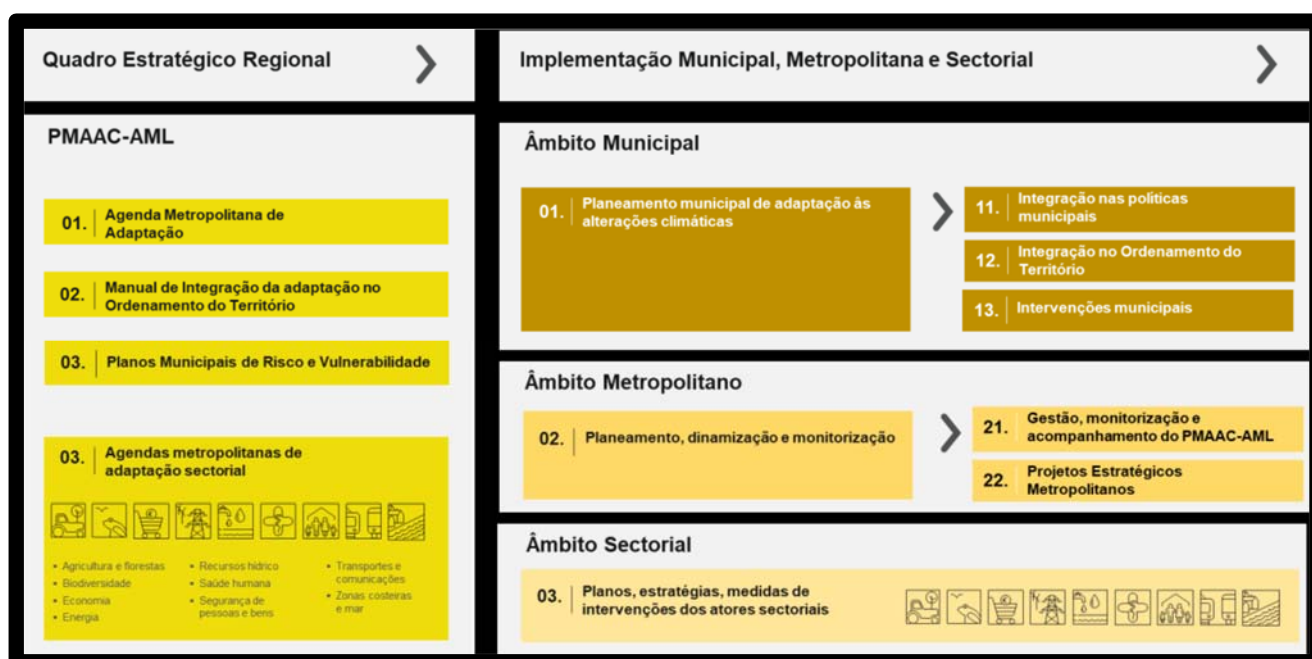 Quadro Estratégico Regional
PMAAC-AML
01. Agenda Metropolitana de
Adaptação
02. Manual de Integração da adaptação no
Ordenamento do Território
03. Planos Municipais de Risco e Vulnerabilidade
03. Agendas metropolitanas de
adaptação sectorial
• Agricultura e florestas
• Biodiversidade
• Economia
• Energia
• Recursos hídrico
• Saúde humana
• Segurança de
pessoas e bens
• Transportes e
comunicações
• Zonas costeiras
e mar
Implementação Municipal, Metropolitana e Sectorial
Âmbito Municipal
01. Planeamento municipal de adaptação às
alterações climáticas
11. Integração nas políticas
municipais
12. Integração no Ordenamento do
Território
13. Intervenções municipais
Âmbito Metropolitano
02. Planeamento, dinamização e monitorização
21. Gestão, monitorização e
acompanhamento do PMAAC-AML
22. Projetos Estratégicos
Metropolitanos
Âmbito Sectorial
03. Planos, estratégias, medidas de
intervenções dos atores sectoriais